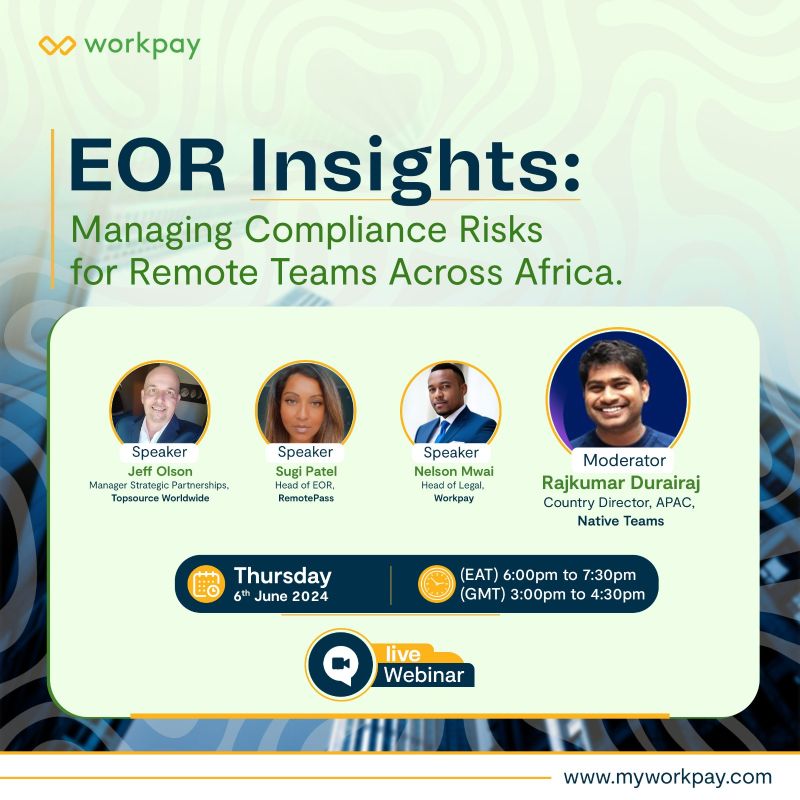 workpay
EOR Insights:
Managing Compliance Risks
for Remote Teams Across Africa.
Speaker
Jeff Olson
Manager Strategic Partnerships,
Topsource Worldwide
Speaker
Sugi Patel
Head of EOR,
RemotePass
Speaker
Nelson Mwai
Head of Legal,
Workpay
Moderator
Rajkumar Durairaj
Country Director, APAC,
Native Teams
Thursday
6th June 2024
(EAT) 6:00pm to 7:30pm
(GMT) 3:00pm to 4:30pm
live
Webinar
www.myworkpay.com